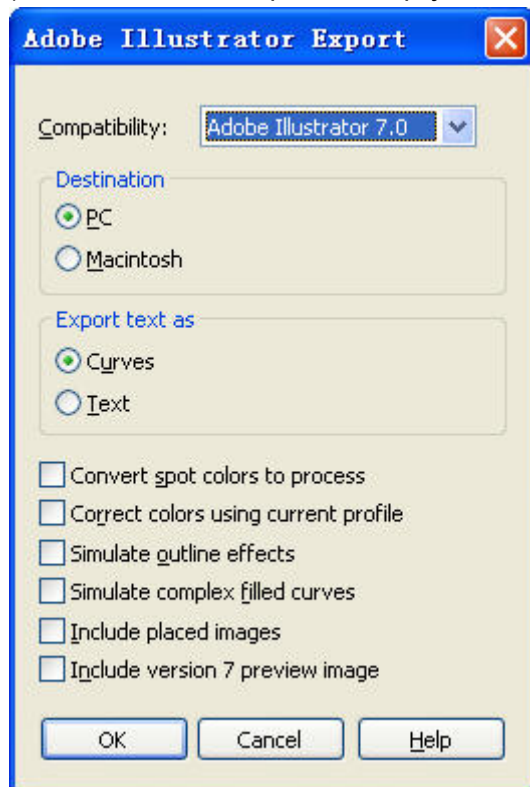 Adobe Illustrator Export
Compatibility: Adobe Illustrator 7.0
Destination
PC
Macintosh
Export text as
Curves
Text
Convert spot colors to process
Correct colors using current profile
Simulate outline effects
Simulate complex filled curves
Include placed images
Include version 7 preview image
OK Cancel Help